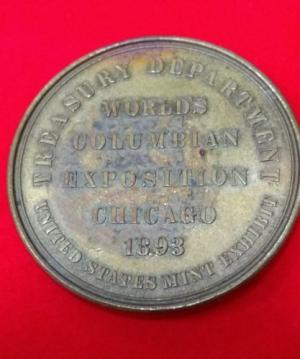 TREASURY DEPARTMENT
WORLDS
COLUMBIAN
EXPOSITION
CHICAGO
1893
UNITED STATES MINT EXHIBIT